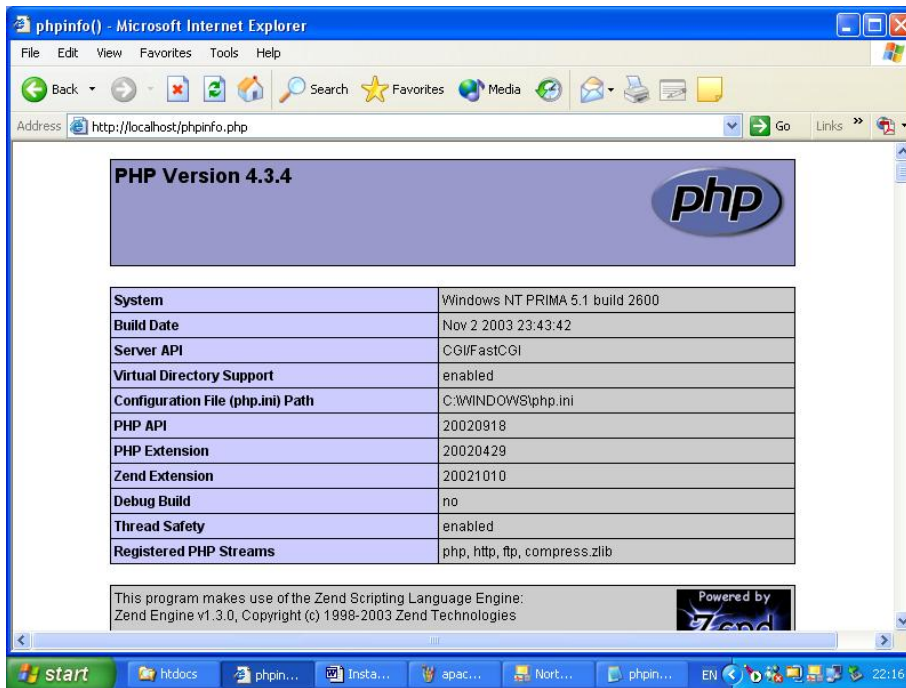 phpinfo() - Microsoft Internet Explorer
File Edit View Favorites Tools Help
Back Search Favorites Media
Address http://localhost/phpinfo.php Go Links »
PHP Version 4.3.4
php
System Windows NT PRIMA 5.1 build 2600
Build Date Nov 2 2003 23:43:42
Server API CGI/FastCGI
Virtual Directory Support enabled
Configuration File (php.ini) Path C:\WINDOWS\php.ini
PHP API 20020918
PHP Extension 20020429
Zend Extension 20021010
Debug Build no
Thread Safety enabled
Registered PHP Streams php, http, ftp, compress.zlib
This program makes use of the Zend Scripting Language Engine:
Zend Engine v1.3.0, Copyright (c) 1998-2003 Zend Technologies
Powered by
Zend
start htdocs phpin... Insta... apac... Nort... phpin... EN 22:16